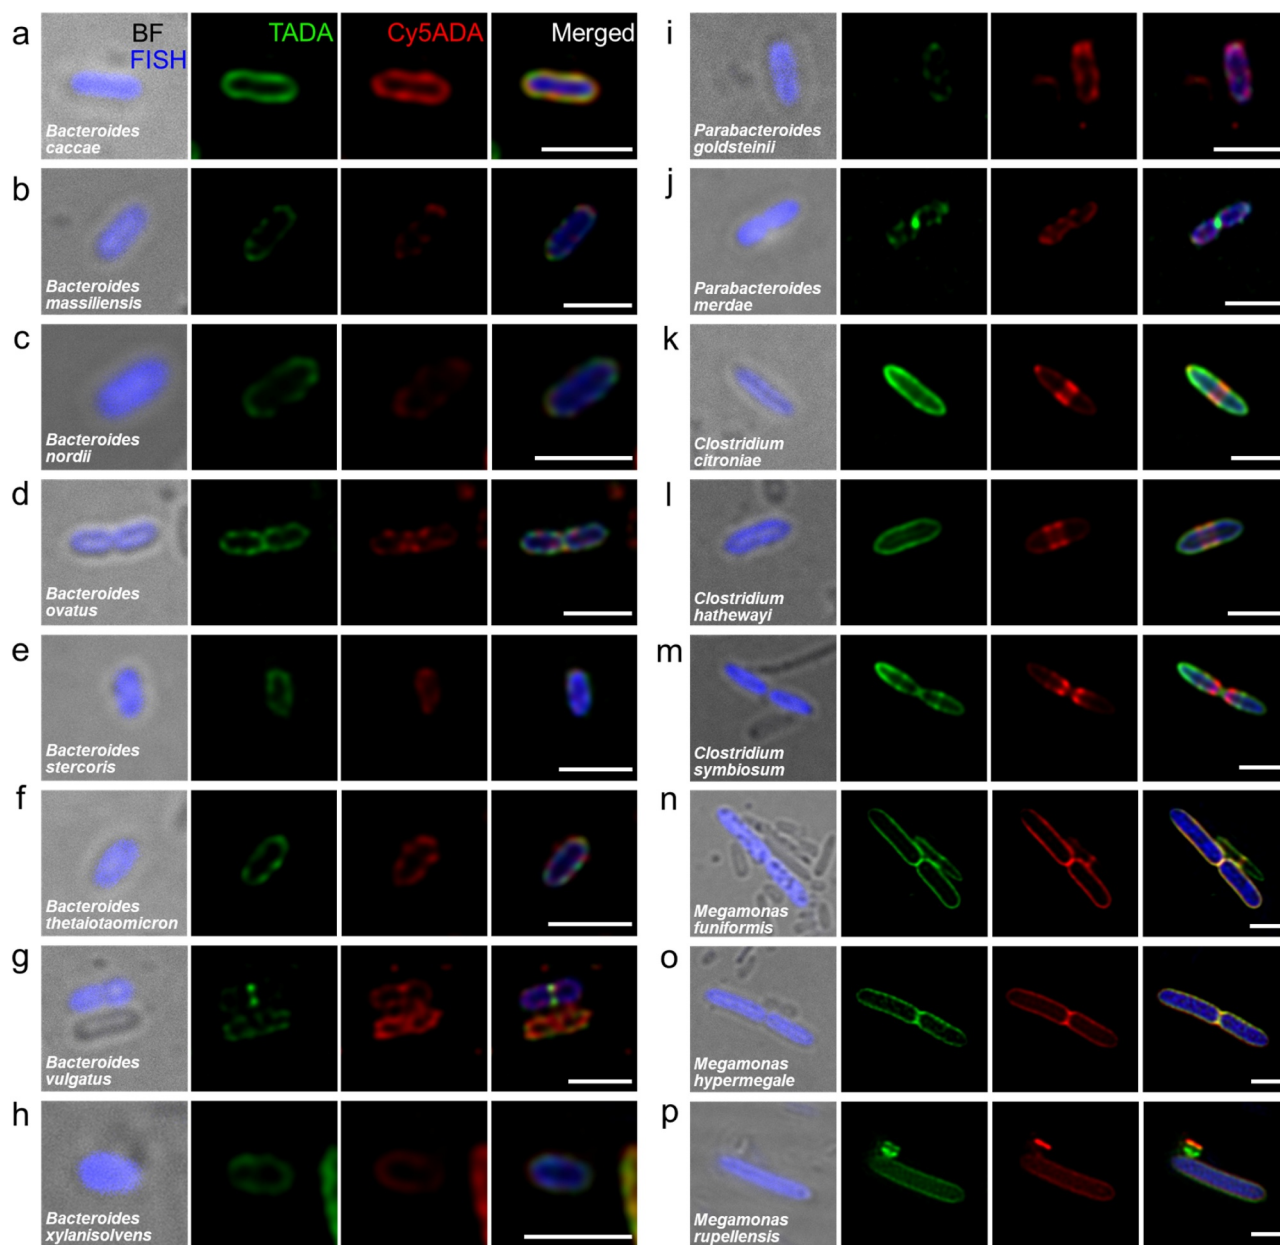 a
BF
FISH
TADA
Cy5ADA
Merged
Bacteroides
caccae
b
Bacteroides
massiliensis
c
Bacteroides
nordii
d
Bacteroides
ovatus
e
Bacteroides
stercoris
f
Bacteroides
thetaiotaomicron
g
Bacteroides
vulgatus
h
Bacteroides
xylanisolvens
i
Parabacteroides
goldsteinii
j
Parabacteroides
merdae
k
Clostridium
citroniae
l
Clostridium
hathewayi
m
Clostridium
symbiosum
n
Megamonas
funiformis
o
Megamonas
hypermegale
p
Megamonas
rupellensis